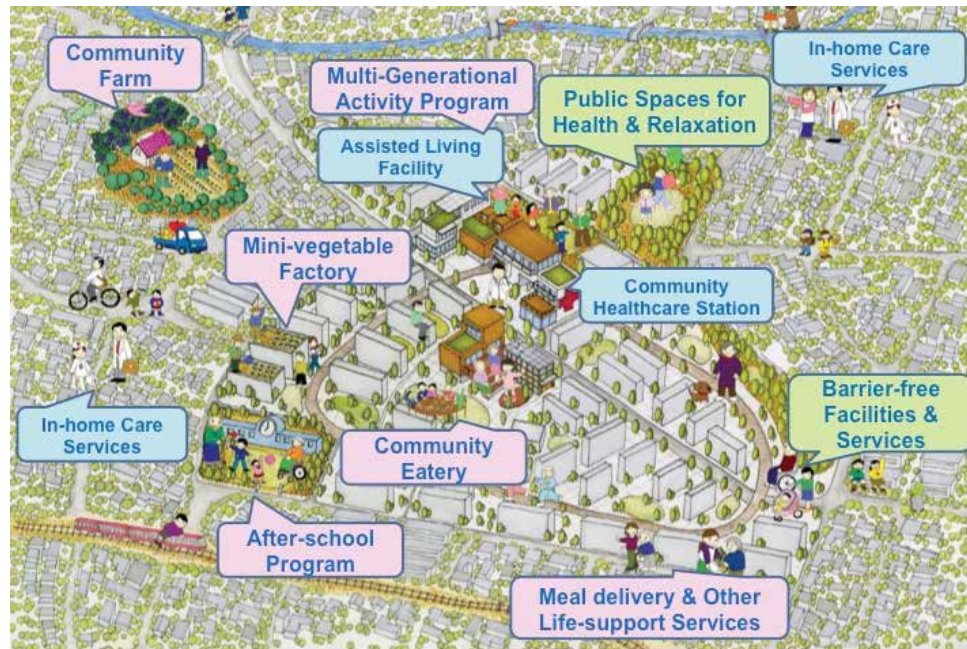 Community
Farm
Multi-Generational
Activity Program
In-home Care
Services
Public Spaces for
Health & Relaxation
Assisted Living
Facility
Mini-vegetable
Factory
Community
Healthcare Station
In-home Care
Services
Barrier-free
Facilities &
Services
Community
Eatery
After-school
Program
Meal delivery & Other
Life-support Services